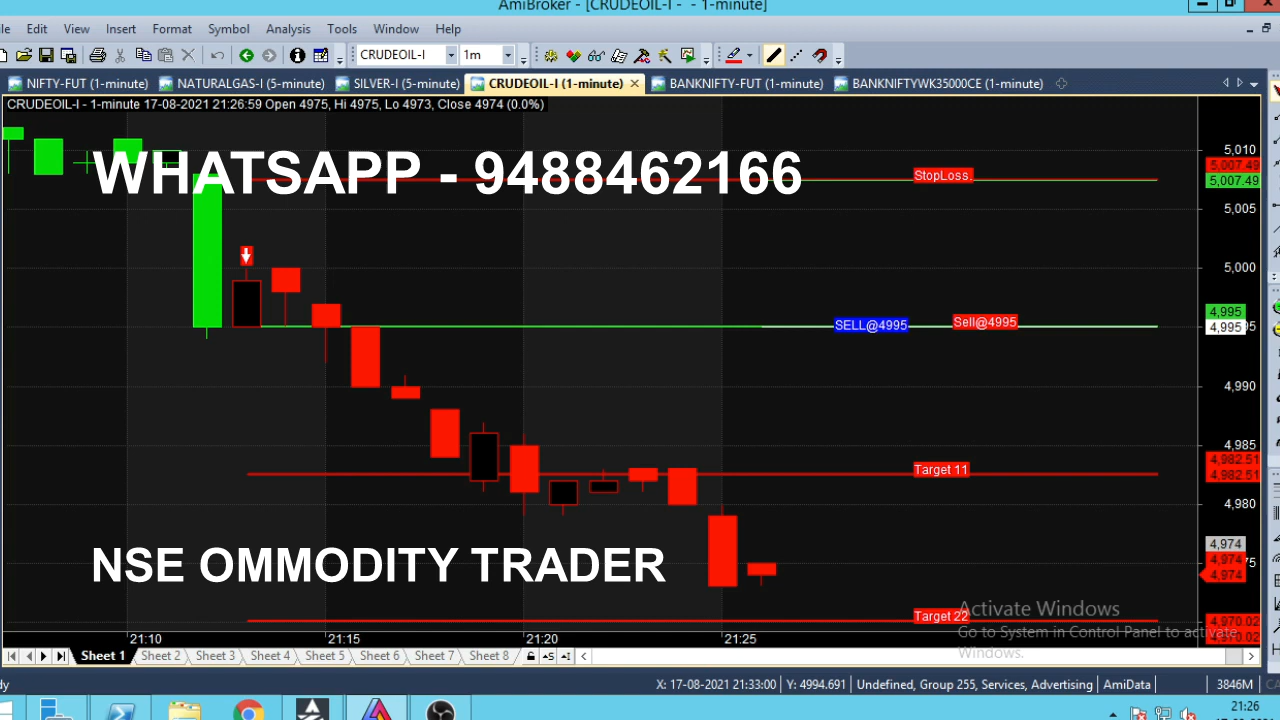 AmiBroker - [CRUDEOIL-I - - 1-minute]
Edit View Insert Format Symbol Analysis Tools Window Help
CRUDEOIL-I 1m
NIFTY-FUT (1-minute) NATURALGAS-I (5-minute) SILVER-I (5-minute) CRUDEOIL-I (1-minute) BANKNIFTY-FUT (1-minute) BANKNIFTYWK35000CE (1-minute)
CRUDEOIL-I - 1-minute 17-08-2021 21:26:59 Open 4975, Hi 4975, Lo 4973, Close 4974 (0.0%)
5,010
WHATSAPP - 9488462166
StopLoss
5,007.49
5,007.49
5,005
5,000
4,995
SELL@4995 Sell@4995
4,995
4,990
4,985
4,982.51
Target 11
4,982.51
4,980
4,974
NSE OMMODITY TRADER
4,974
4,974
Activate Windows
Target 22
4,970.02
Go to System in Control Panel to activate
Windows.
21:10 21:15 21:20 21:25
Sheet 1 Sheet 2 Sheet 3 Sheet 4 Sheet 5 Sheet 6 Sheet 7 Sheet 8
X: 17-08-2021 21:33:00 Y: 4994.691 Undefined, Group 255, Services, Advertising AmiData 3846M
21:26